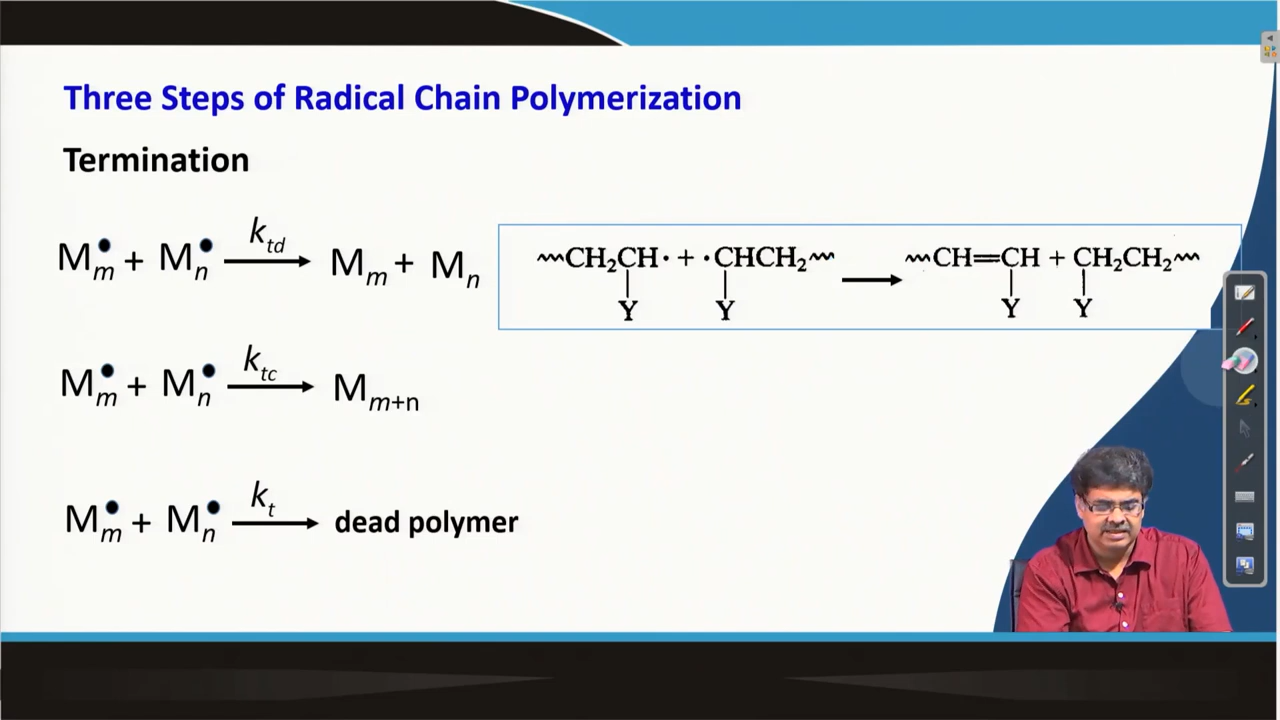 Three Steps of Radical Chain Polymerization
Termination
M•m + M•n →ktd Mm + Mn
~CH2CH· + ·CHCH2~ → ~CH=CH + CH2CH2~
Y Y Y Y
M•m + M•n →ktc Mm+n
M•m + M•n →kt dead polymer